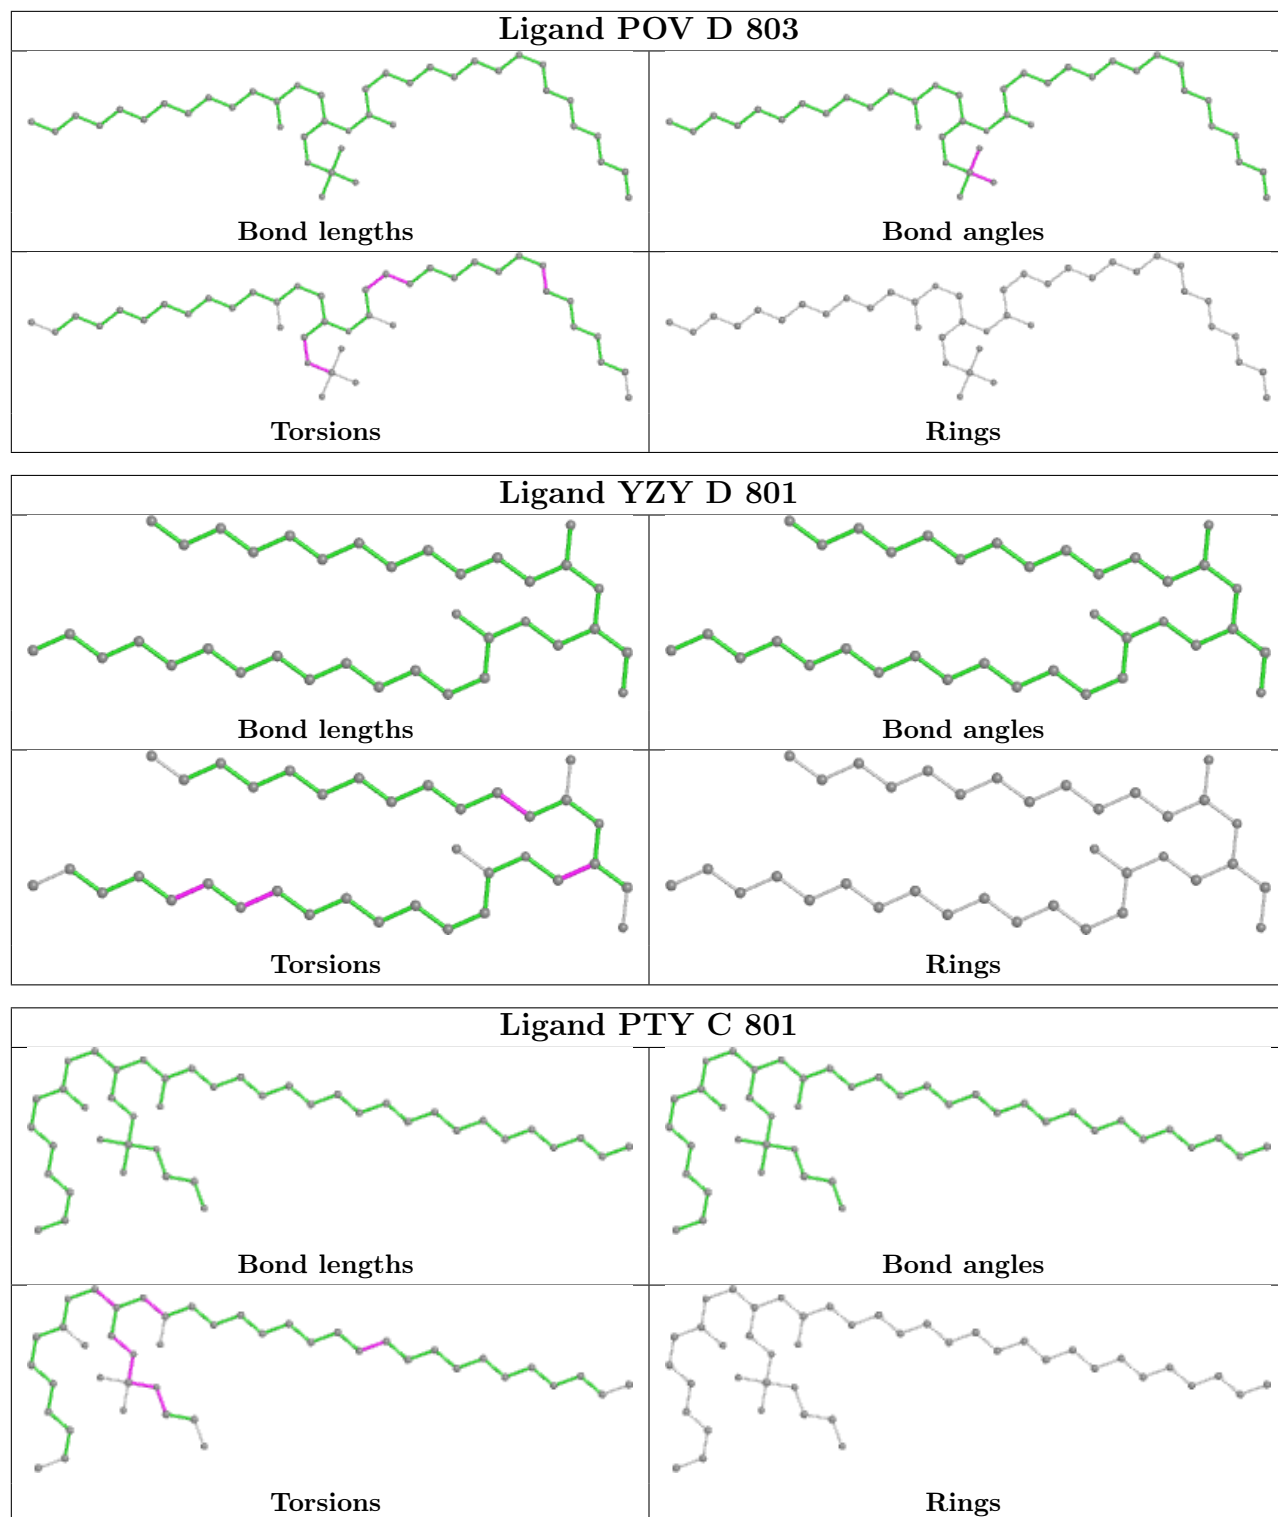 Ligand POV D 803
Bond lengths
Bond angles
Torsions
Rings
Ligand YZY D 801
Bond lengths
Bond angles
Torsions
Rings
Ligand PTY C 801
Bond lengths
Bond angles
Torsions
Rings